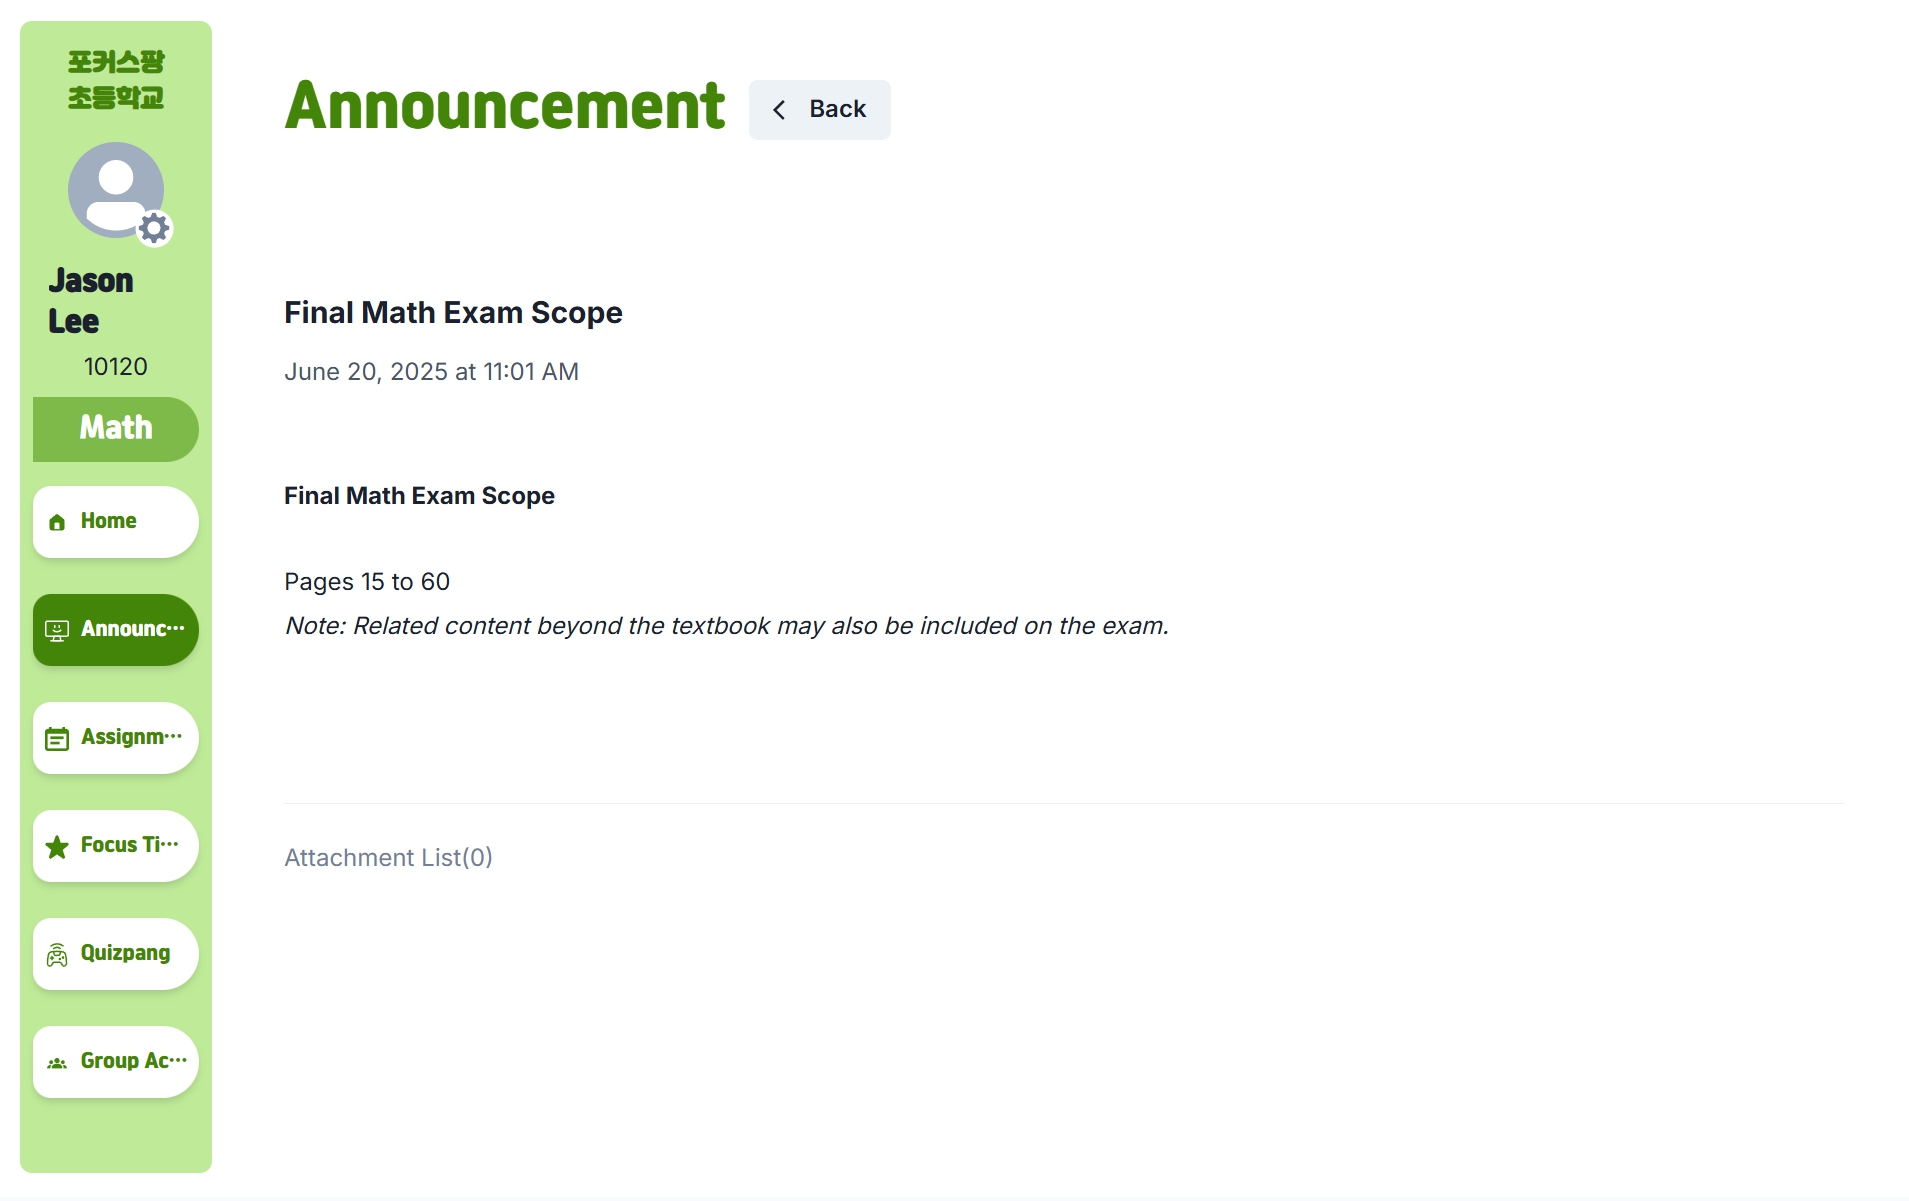 포커스팡
초등학교
Jason
Lee
10120
Math
Home
Announc···
Assignm···
Focus Ti···
Quizpang
Group Ac···
Announcement
Back
Final Math Exam Scope
June 20, 2025 at 11:01 AM
Final Math Exam Scope
Pages 15 to 60
Note: Related content beyond the textbook may also be included on the exam.
Attachment List(0)